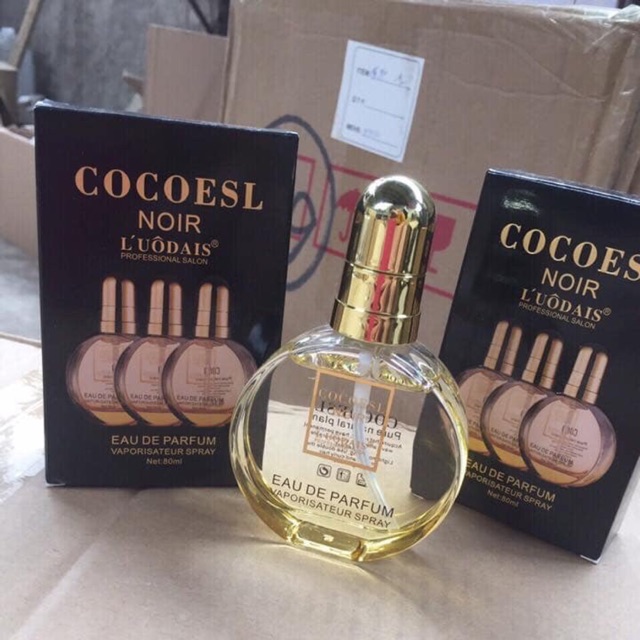 COCOESL
NOIR
L'UÔDAIS®
PROFESSIONAL SALON
EAU DE PARFUM
VAPORISATEUR SPRAY
Net:80ml
EAU DE PARFUM
VAPORISATEUR SPRAY
COCOESL
NOIR
L'UÔDAIS®
PROFESSIONAL SALON
EAU DE PARFUM
VAPORISATEUR SPRAY
Net:80ml